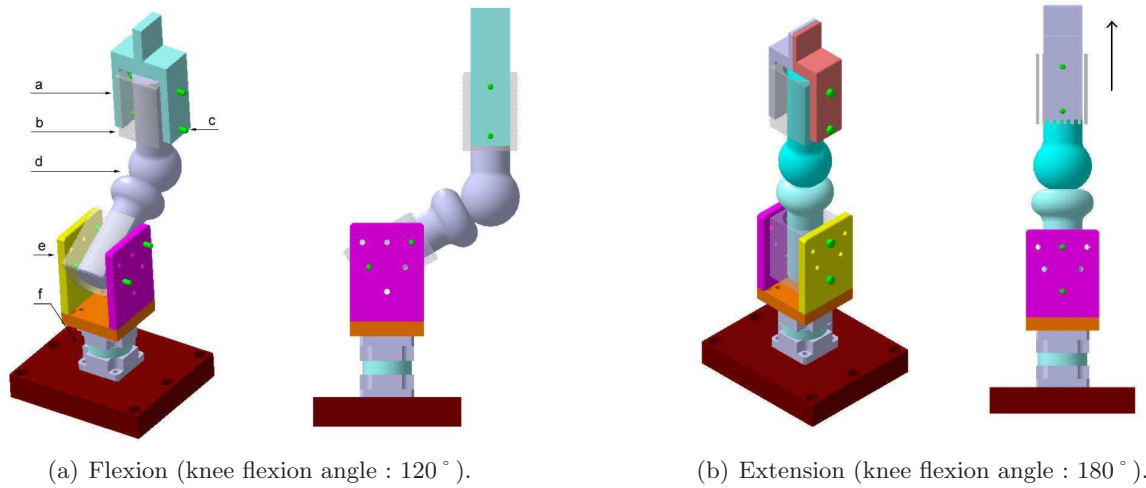 a
b
c
d
e
f
(a) Flexion (knee flexion angle : 120°).
(b) Extension (knee flexion angle : 180°).